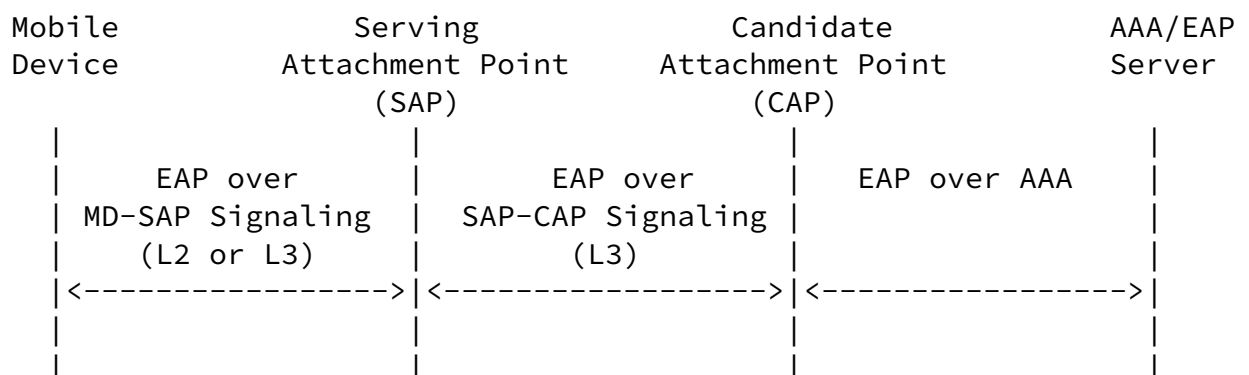 Mobile Serving Candidate AAA/EAP
Device Attachment Point Attachment Point Server
(SAP) (CAP)
| | | |
| EAP over | EAP over | EAP over AAA |
| MD-SAP Signaling | SAP-CAP Signaling | |
| (L2 or L3) | (L3) | |
|<----------------->|<------------------>|<----------------->|
| | | |
| | | |